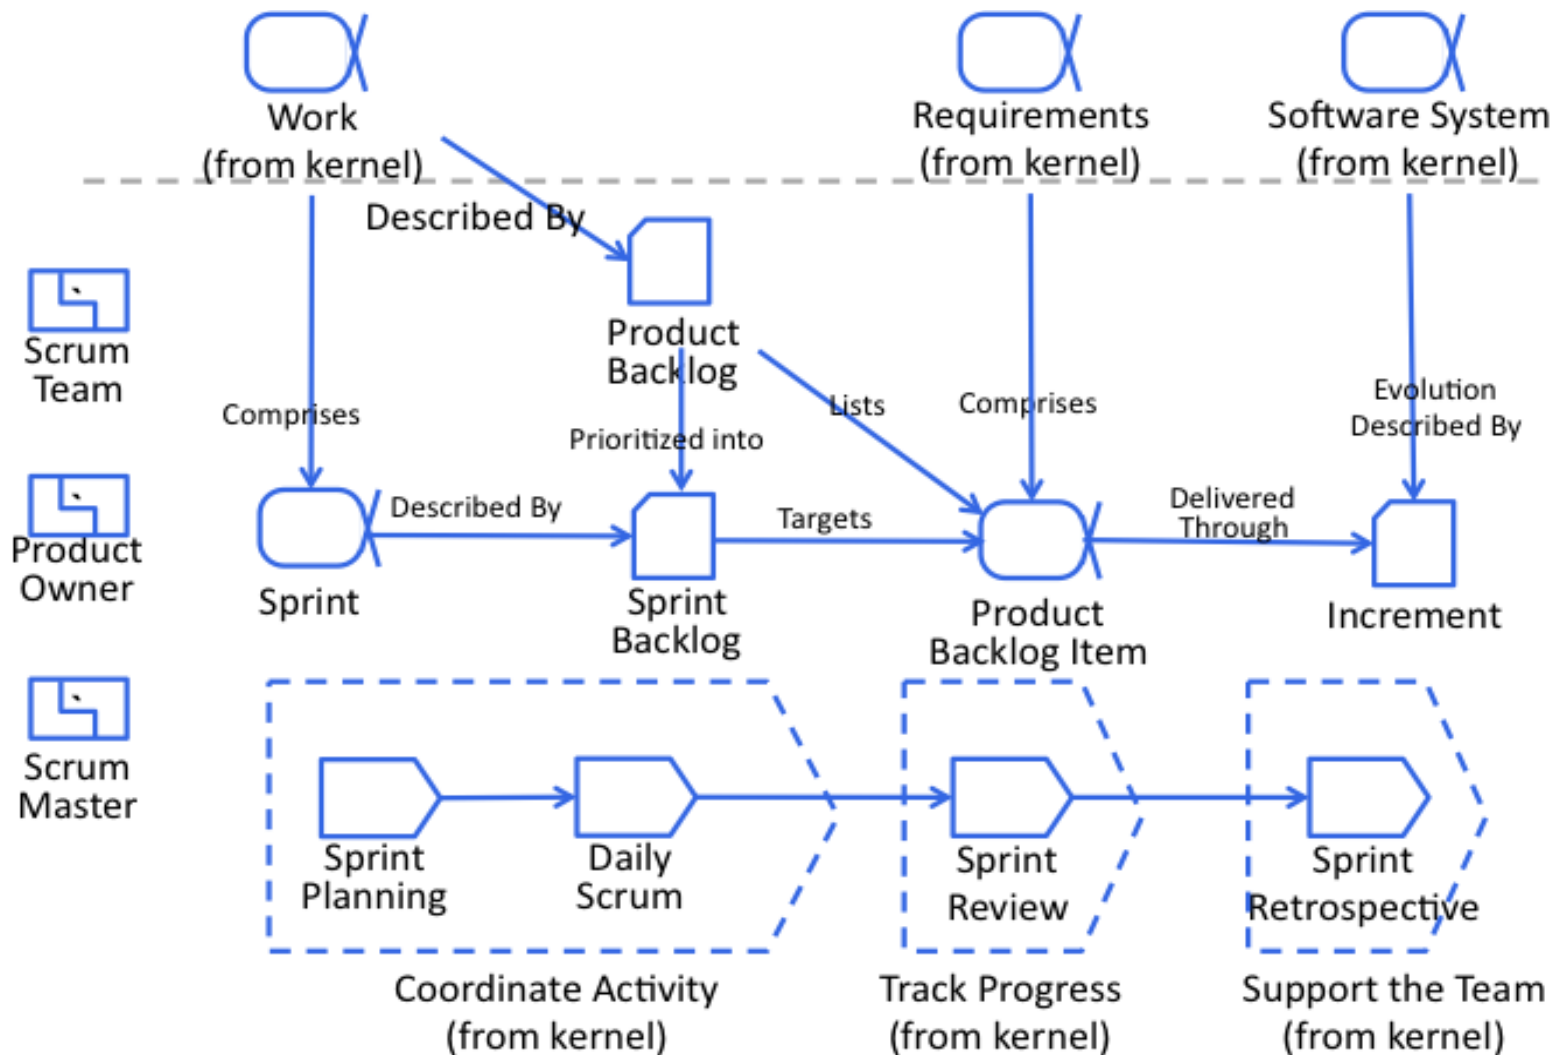 Work
(from kernel)
Requirements
(from kernel)
Software System
(from kernel)
Described By
Scrum
Team
Product
Backlog
Comprises
Prioritized into
Lists
Comprises
Evolution
Described By
Product
Owner
Described By
Targets
Delivered
Through
Sprint
Sprint
Backlog
Product
Backlog Item
Increment
Scrum
Master
Sprint
Planning
Daily
Scrum
Sprint
Review
Sprint
Retrospective
Coordinate Activity
(from kernel)
Track Progress
(from kernel)
Support the Team
(from kernel)